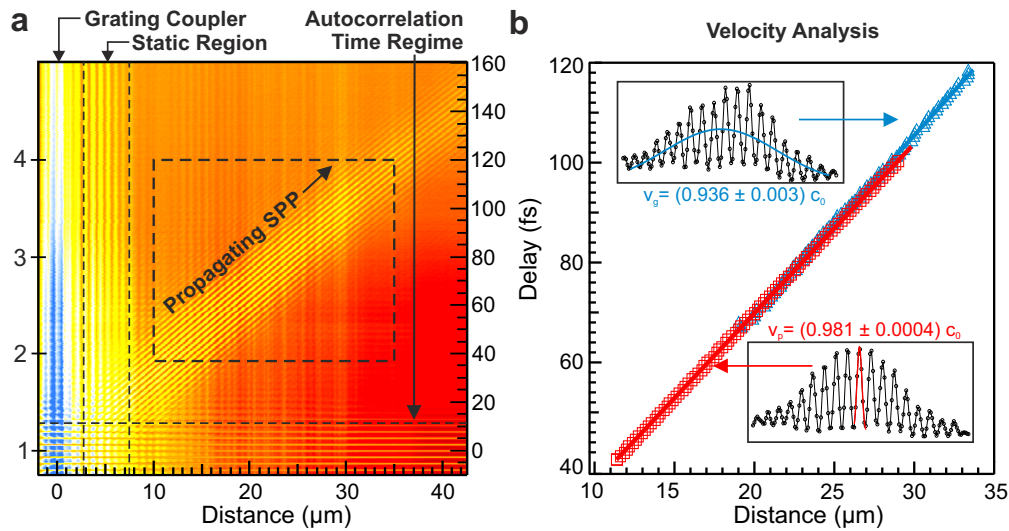 a
Grating Coupler
Static Region
Autocorrelation
Time Regime
Propagating SPP
4
3
2
1
160
140
120
100
80
60
40
20
0
0
10
20
30
40
Distance (μm)
b
Velocity Analysis
120
100
80
60
40
Delay (fs)
v_g= (0.936 ± 0.003) c₀
v_p= (0.981 ± 0.0004) c₀
10
15
20
25
30
35
Distance (μm)